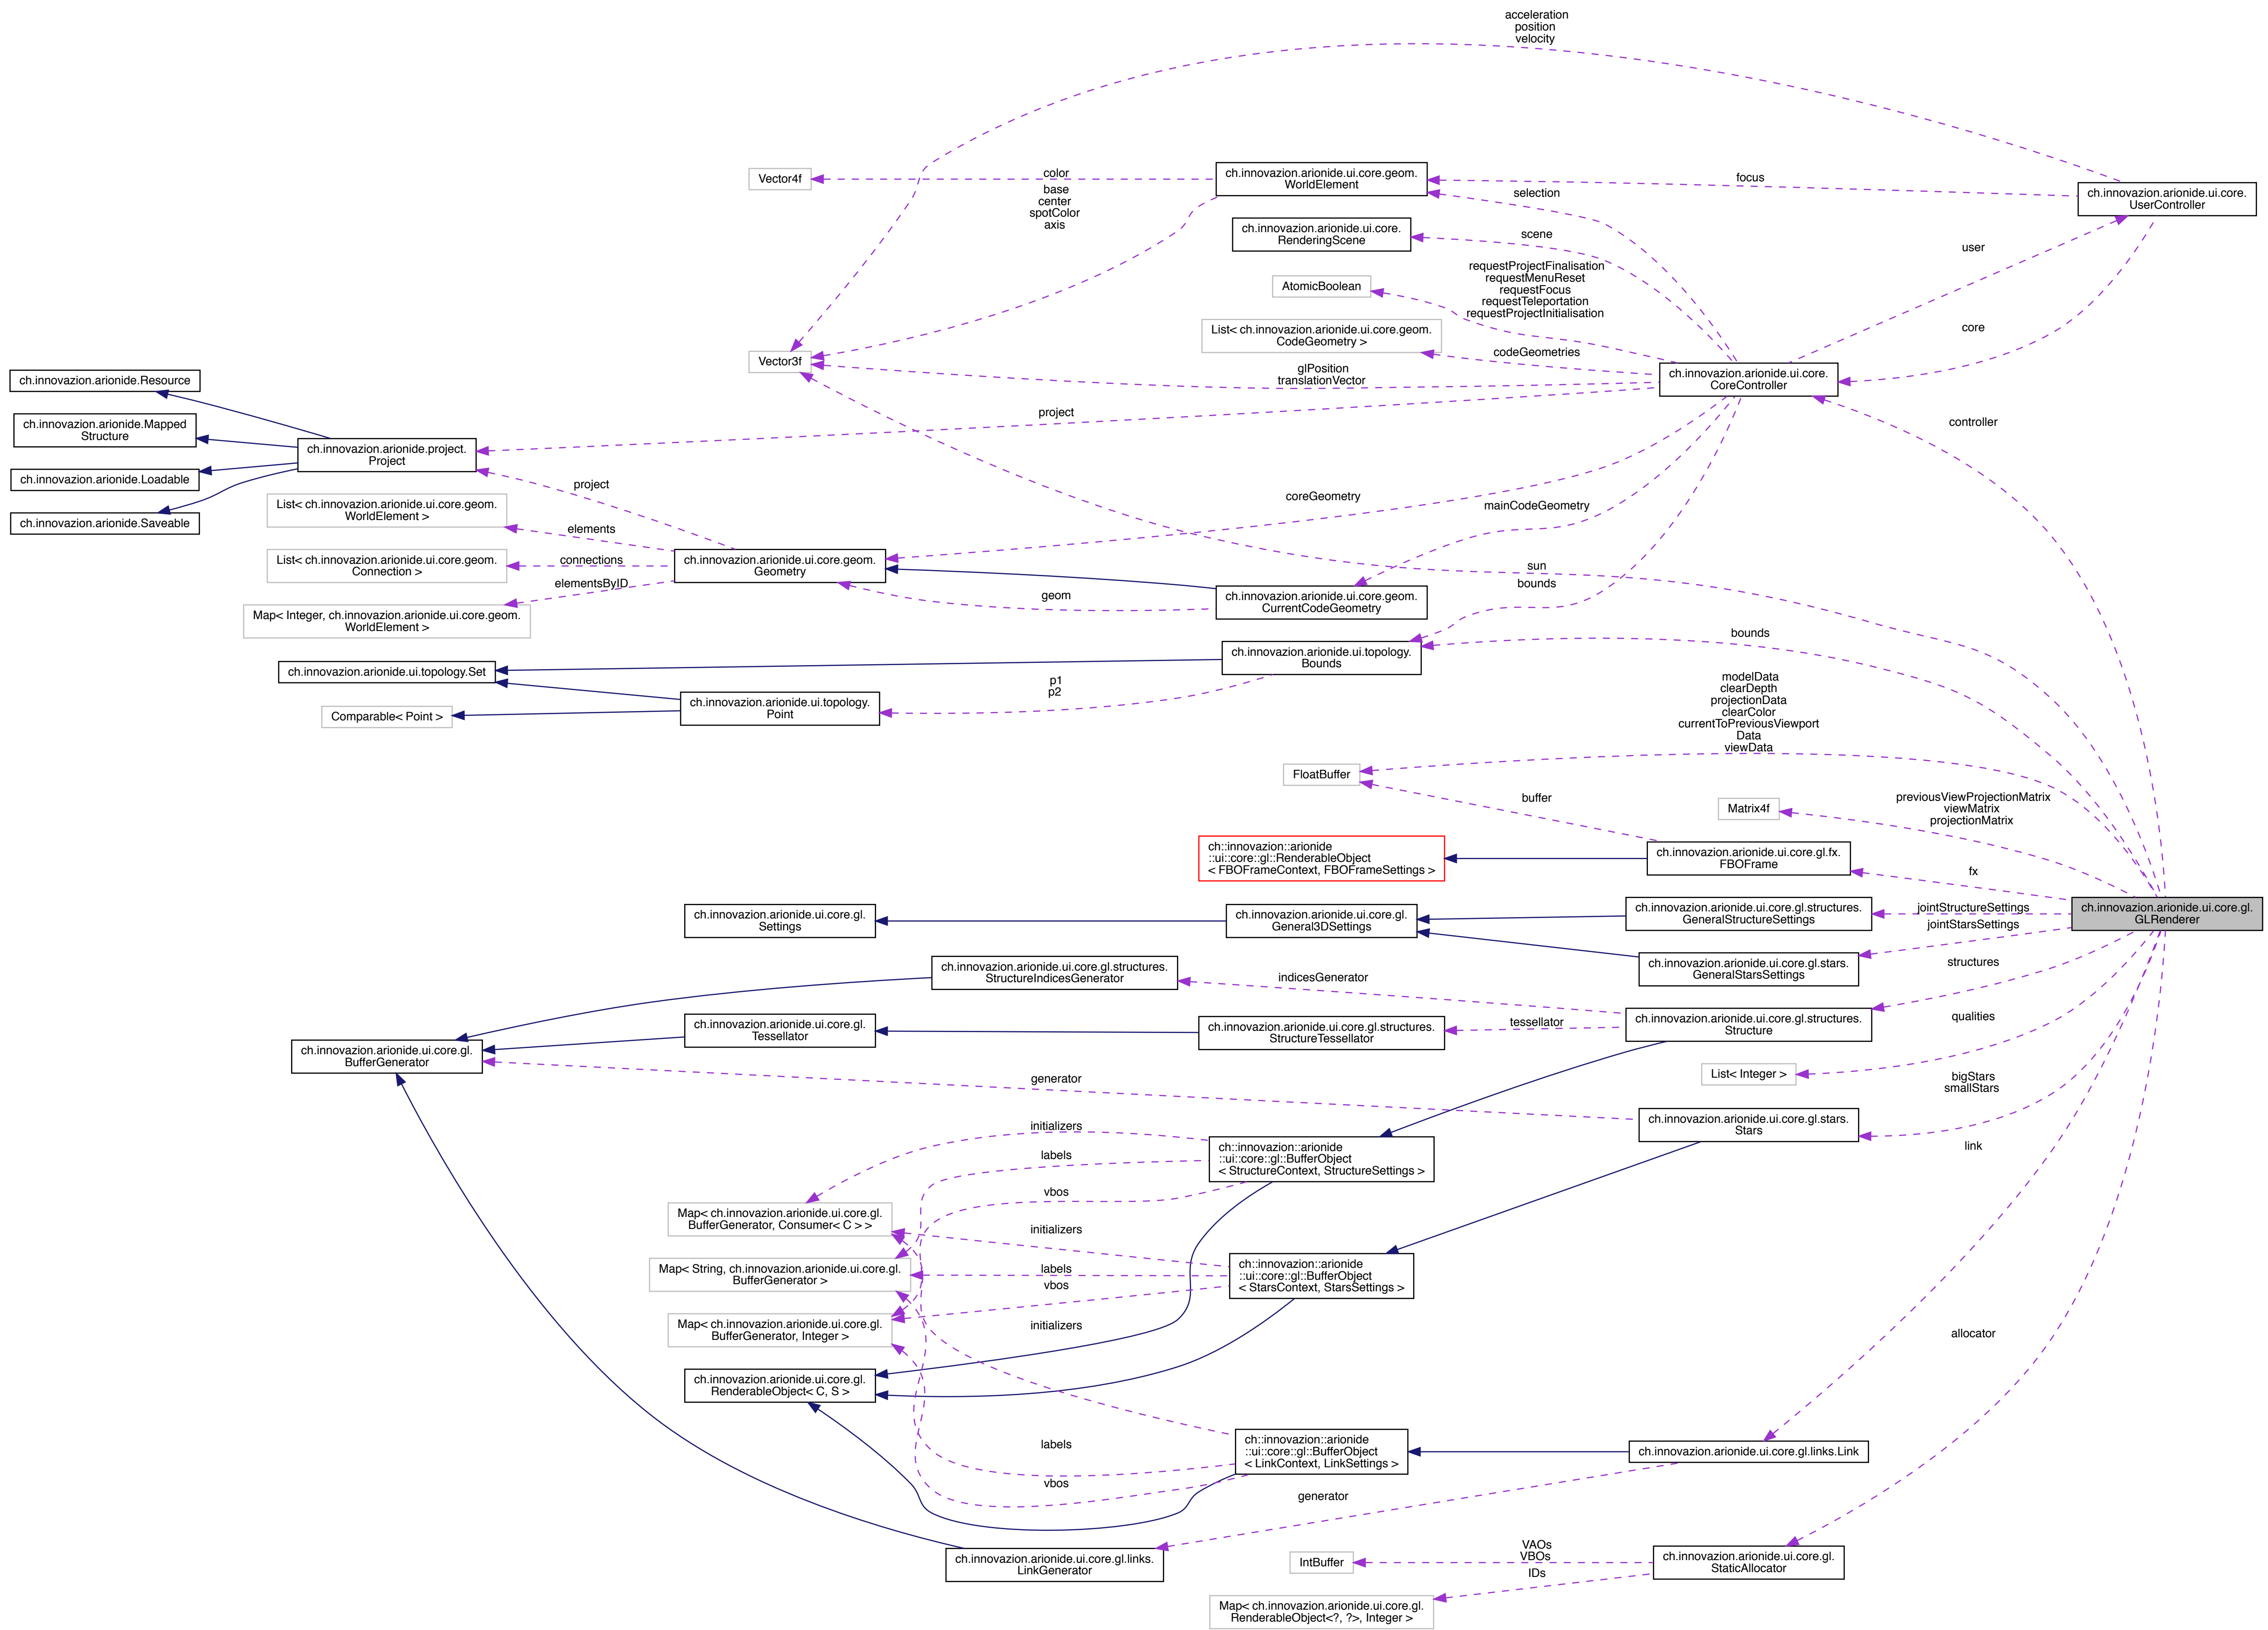 acceleration
position
velocity
Vector4f
color
base
center
spotColor
axis
ch.innovazion.arionide.ui.core.geom.
WorldElement
focus
selection
ch.innovazion.arionide.ui.core.
UserController
ch.innovazion.arionide.ui.core.
RenderingScene
scene
user
AtomicBoolean
requestProjectFinalisation
requestMenuReset
requestFocus
requestTeleportation
requestProjectInitialisation
core
List< ch.innovazion.arionide.ui.core.geom.
CodeGeometry >
codeGeometries
Vector3f
glPosition
translationVector
ch.innovazion.arionide.ui.core.
CoreController
ch.innovazion.arionide.Resource
ch.innovazion.arionide.Mapped
Structure
ch.innovazion.arionide.Loadable
ch.innovazion.arionide.Saveable
ch.innovazion.arionide.project.
Project
project
controller
project
coreGeometry
mainCodeGeometry
List< ch.innovazion.arionide.ui.core.geom.
WorldElement >
elements
List< ch.innovazion.arionide.ui.core.geom.
Connection >
connections
elementsByID
Map< Integer, ch.innovazion.arionide.ui.core.geom.
WorldElement >
ch.innovazion.arionide.ui.core.geom.
Geometry
geom
ch.innovazion.arionide.ui.core.geom.
CurrentCodeGeometry
sun
bounds
bounds
ch.innovazion.arionide.ui.topology.Set
ch.innovazion.arionide.ui.topology.
Bounds
p1
p2
Comparable< Point >
ch.innovazion.arionide.ui.topology.
Point
modelData
clearDepth
projectionData
clearColor
currentToPreviousViewport
Data
viewData
FloatBuffer
buffer
Matrix4f
previousViewProjectionMatrix
viewMatrix
projectionMatrix
ch::innovazion::arionide
::ui::core::gl::RenderableObject
< FBOFrameContext, FBOFrameSettings >
ch.innovazion.arionide.ui.core.gl.fx.
FBOFrame
fx
ch.innovazion.arionide.ui.core.gl.
GLRenderer
ch.innovazion.arionide.ui.core.gl.
Settings
ch.innovazion.arionide.ui.core.gl.
General3DSettings
ch.innovazion.arionide.ui.core.gl.structures.
GeneralStructureSettings
jointStructureSettings
jointStarsSettings
ch.innovazion.arionide.ui.core.gl.stars.
GeneralStarsSettings
structures
ch.innovazion.arionide.ui.core.gl.structures.
StructureIndicesGenerator
indicesGenerator
ch.innovazion.arionide.ui.core.gl.
BufferGenerator
ch.innovazion.arionide.ui.core.gl.
Tessellator
ch.innovazion.arionide.ui.core.gl.structures.
StructureTessellator
tessellator
ch.innovazion.arionide.ui.core.gl.structures.
Structure
qualities
List< Integer >
generator
bigStars
smallStars
ch.innovazion.arionide.ui.core.gl.stars.
Stars
initializers
labels
vbos
ch::innovazion::arionide
::ui::core::gl::BufferObject
< StructureContext, StructureSettings >
link
Map< ch.innovazion.arionide.ui.core.gl.
BufferGenerator, Consumer< C > >
initializers
Map< String, ch.innovazion.arionide.ui.core.gl.
BufferGenerator >
labels
vbos
ch::innovazion::arionide
::ui::core::gl::BufferObject
< StarsContext, StarsSettings >
Map< ch.innovazion.arionide.ui.core.gl.
BufferGenerator, Integer >
initializers
allocator
ch.innovazion.arionide.ui.core.gl.
RenderableObject< C, S >
labels
vbos
ch::innovazion::arionide
::ui::core::gl::BufferObject
< LinkContext, LinkSettings >
ch.innovazion.arionide.ui.core.gl.links.Link
generator
ch.innovazion.arionide.ui.core.gl.links.
LinkGenerator
IntBuffer
VAOs
VBOs
IDs
ch.innovazion.arionide.ui.core.gl.
StaticAllocator
Map< ch.innovazion.arionide.ui.core.gl.
RenderableObject<?, ?>, Integer >